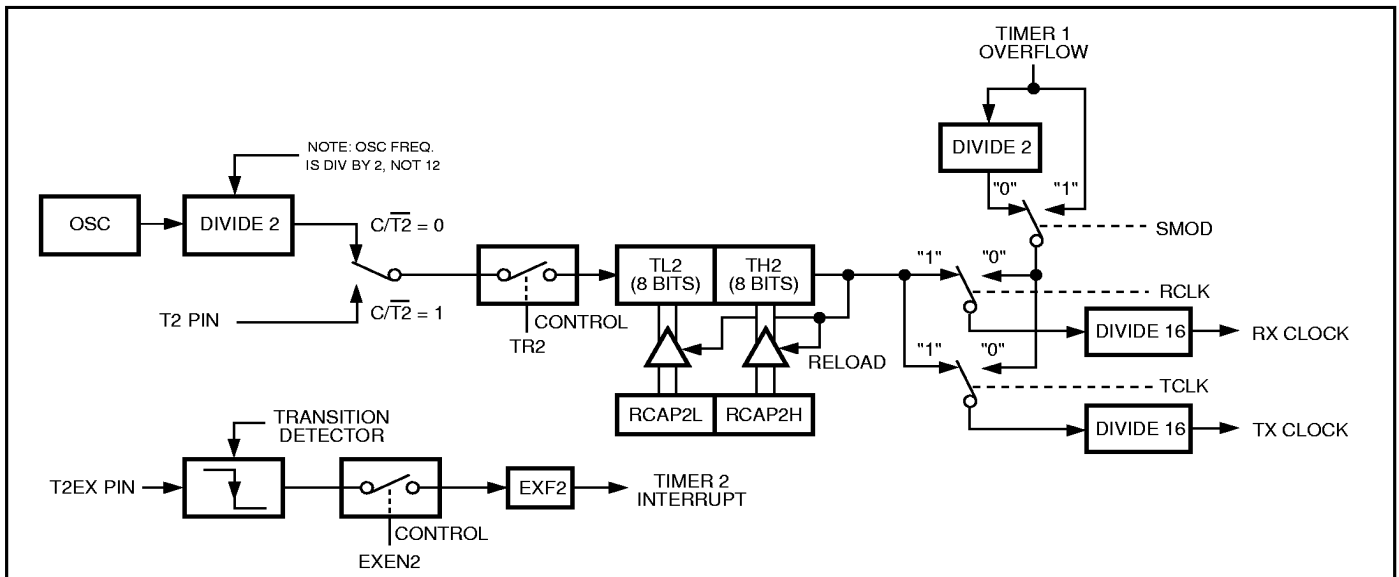 TIMER 1
OVERFLOW
NOTE: OSC FREQ.
IS DIV BY 2, NOT 12
DIVIDE 2
"0"
"1"
OSC
DIVIDE 2
C/T2 = 0
SMOD
TL2
(8 BITS)
TH2
(8 BITS)
"1"
"0"
RCLK
C/T2 = 1
T2 PIN
CONTROL
TR2
DIVIDE 16
RX CLOCK
RELOAD
"1"
"0"
TCLK
RCAP2L
RCAP2H
DIVIDE 16
TX CLOCK
TRANSITION
DETECTOR
T2EX PIN
EXF2
TIMER 2
INTERRUPT
CONTROL
EXEN2